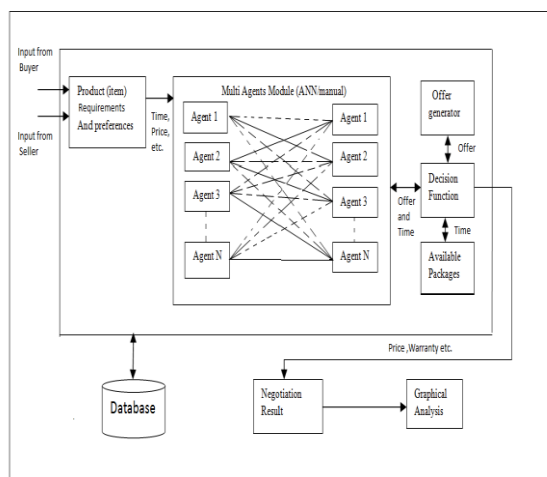 Input from
Buyer
Input from
Seller
Product (item)
Requirements
And preferences
Time,
Price,
etc.
Multi Agents Module (ANN/manual)
Agent 1
Agent 2
Agent 3
Agent N
Agent 1
Agent 2
Agent 3
Agent N
Offer
and
Time
Offer
generator
Offer
Decision
Function
Time
Available
Packages
Price ,Warranty etc.
Database
Negotiation
Result
Graphical
Analysis